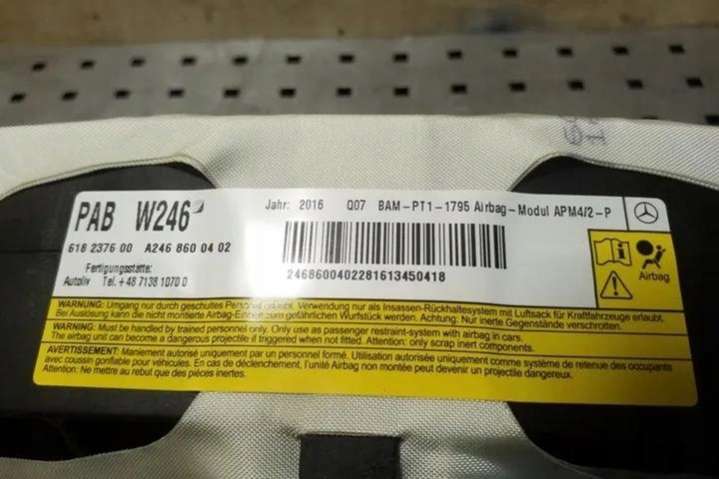 PAB W246
Jahr: 2016 Q07 BAM-PT1-1795 Airbag-Modul APM4/2-P
618 2376 00 A246 860 04 02
24686004022816134504​18
Fertigungsstätte:
Autoliv Tel. +48 7138 1070 0
Airbag
WARNUNG: Umgang nur durch geschultes Personal. Verwendung nur als Insassen-Rückhaltesystem mit Luftsack für Kraftfahrzeuge erlaubt.
Bei Auslösung kann die nicht montierte Airbag-Einheit zum gefährlichen Wurfstück werden. Achtung: Nur inerte Gegenstände verschrotten.
WARNING: Must be handled by trained personnel only. Only use as passenger restraint-system with airbag in cars.
The airbag unit can become a dangerous projectile if triggered when not fitted. Attention: only scrap inert components.
AVERTISSEMENT: Maniement autorisé uniquement par un personnel formé. Utilisation autorisée uniquement comme système de retenue des occupants
avec coussin gonflable pour véhicules. En cas de déclenchement, l'unité Airbag non montée peut devenir un projectile dangereux.
Attention: Ne mettre au rebut que des pièces inertes.